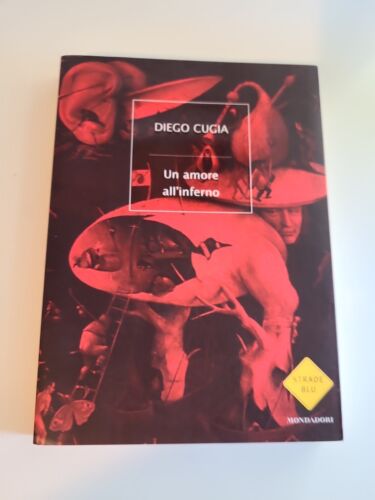 DIEGO CUGIA
Un amore
all'inferno
STRADE
BLU
MONDADORI